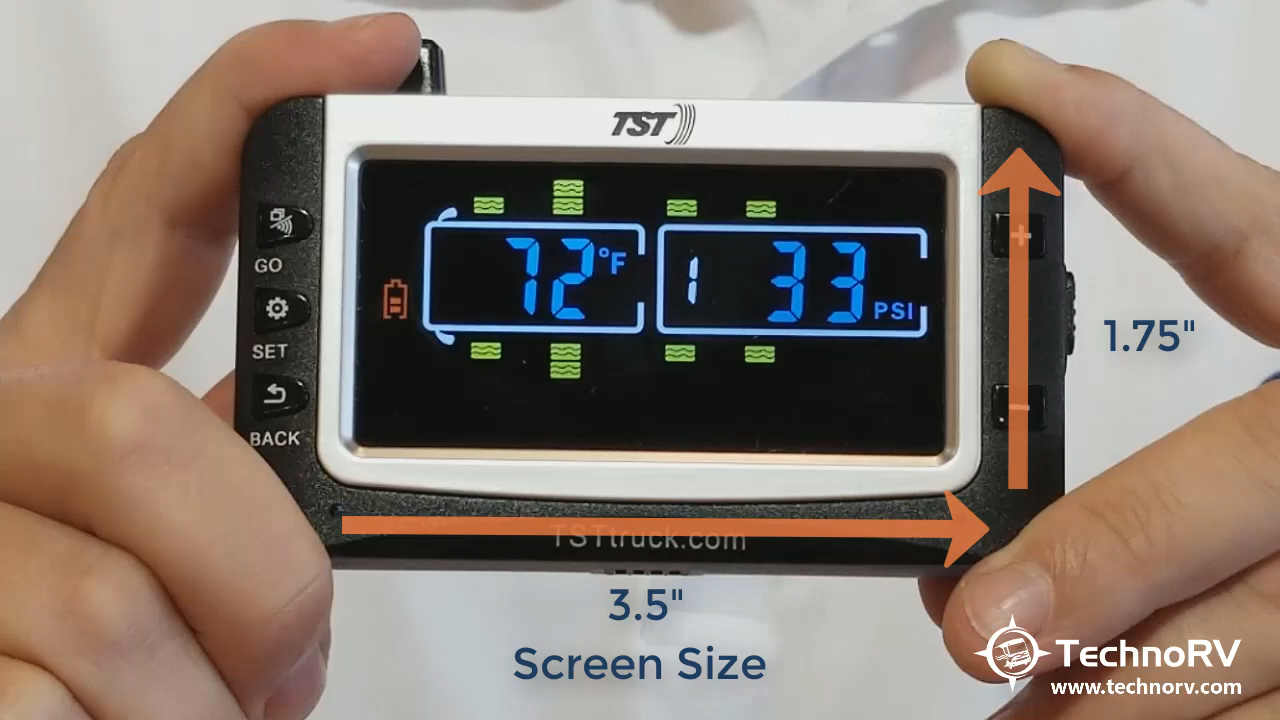 TST
GO
SET
BACK
72 °F
1 33 PSI
+
-
1.75"
TSTtruck.com
3.5"
Screen Size
TechnoRV
www.technorv.com